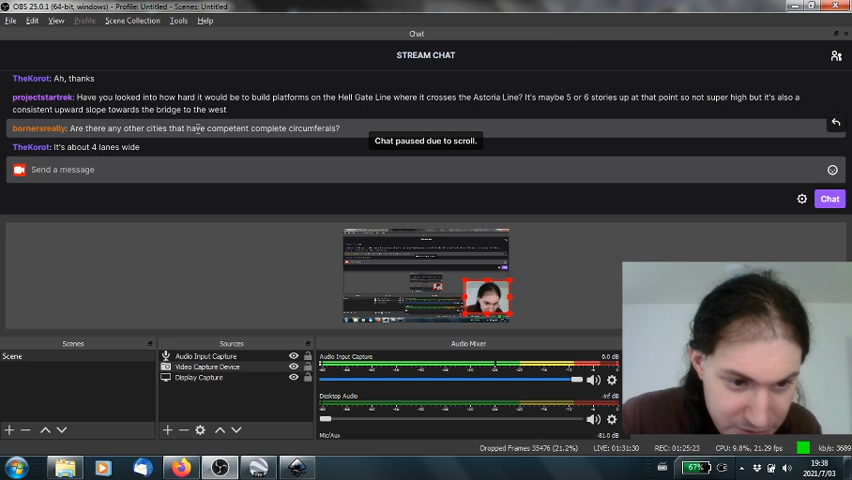 OBS 25.0.1 (64-bit, windows) - Profile: Untitled - Scenes: Untitled
File Edit View Profile Scene Collection Tools Help
Chat
STREAM CHAT
TheKorot: Ah, thanks
projectstartrek: Have you looked into how hard it would be to build platforms on the Hell Gate Line where it crosses the Astoria Line? It's maybe 5 or 6 stories up at that point so not super high but it's also a
consistent upward slope towards the bridge to the west
bornersreally: Are there any other cities that have competent complete circumferals?
Chat paused due to scroll.
TheKorot: It's about 4 lanes wide
Send a message
Chat
Scenes Sources Audio Mixer
Scene
Audio Input Capture
Video Capture Device
Display Capture
Audio Input Capture 0.0 dB
Desktop Audio -inf dB
Mic/Aux -81.0 dB
Dropped Frames 35476 (21.2%) LIVE: 01:31:30 REC: 01:25:23 CPU: 9.8%, 21.29 fps kb/s: 3689
67%
19:38
2021/7/03